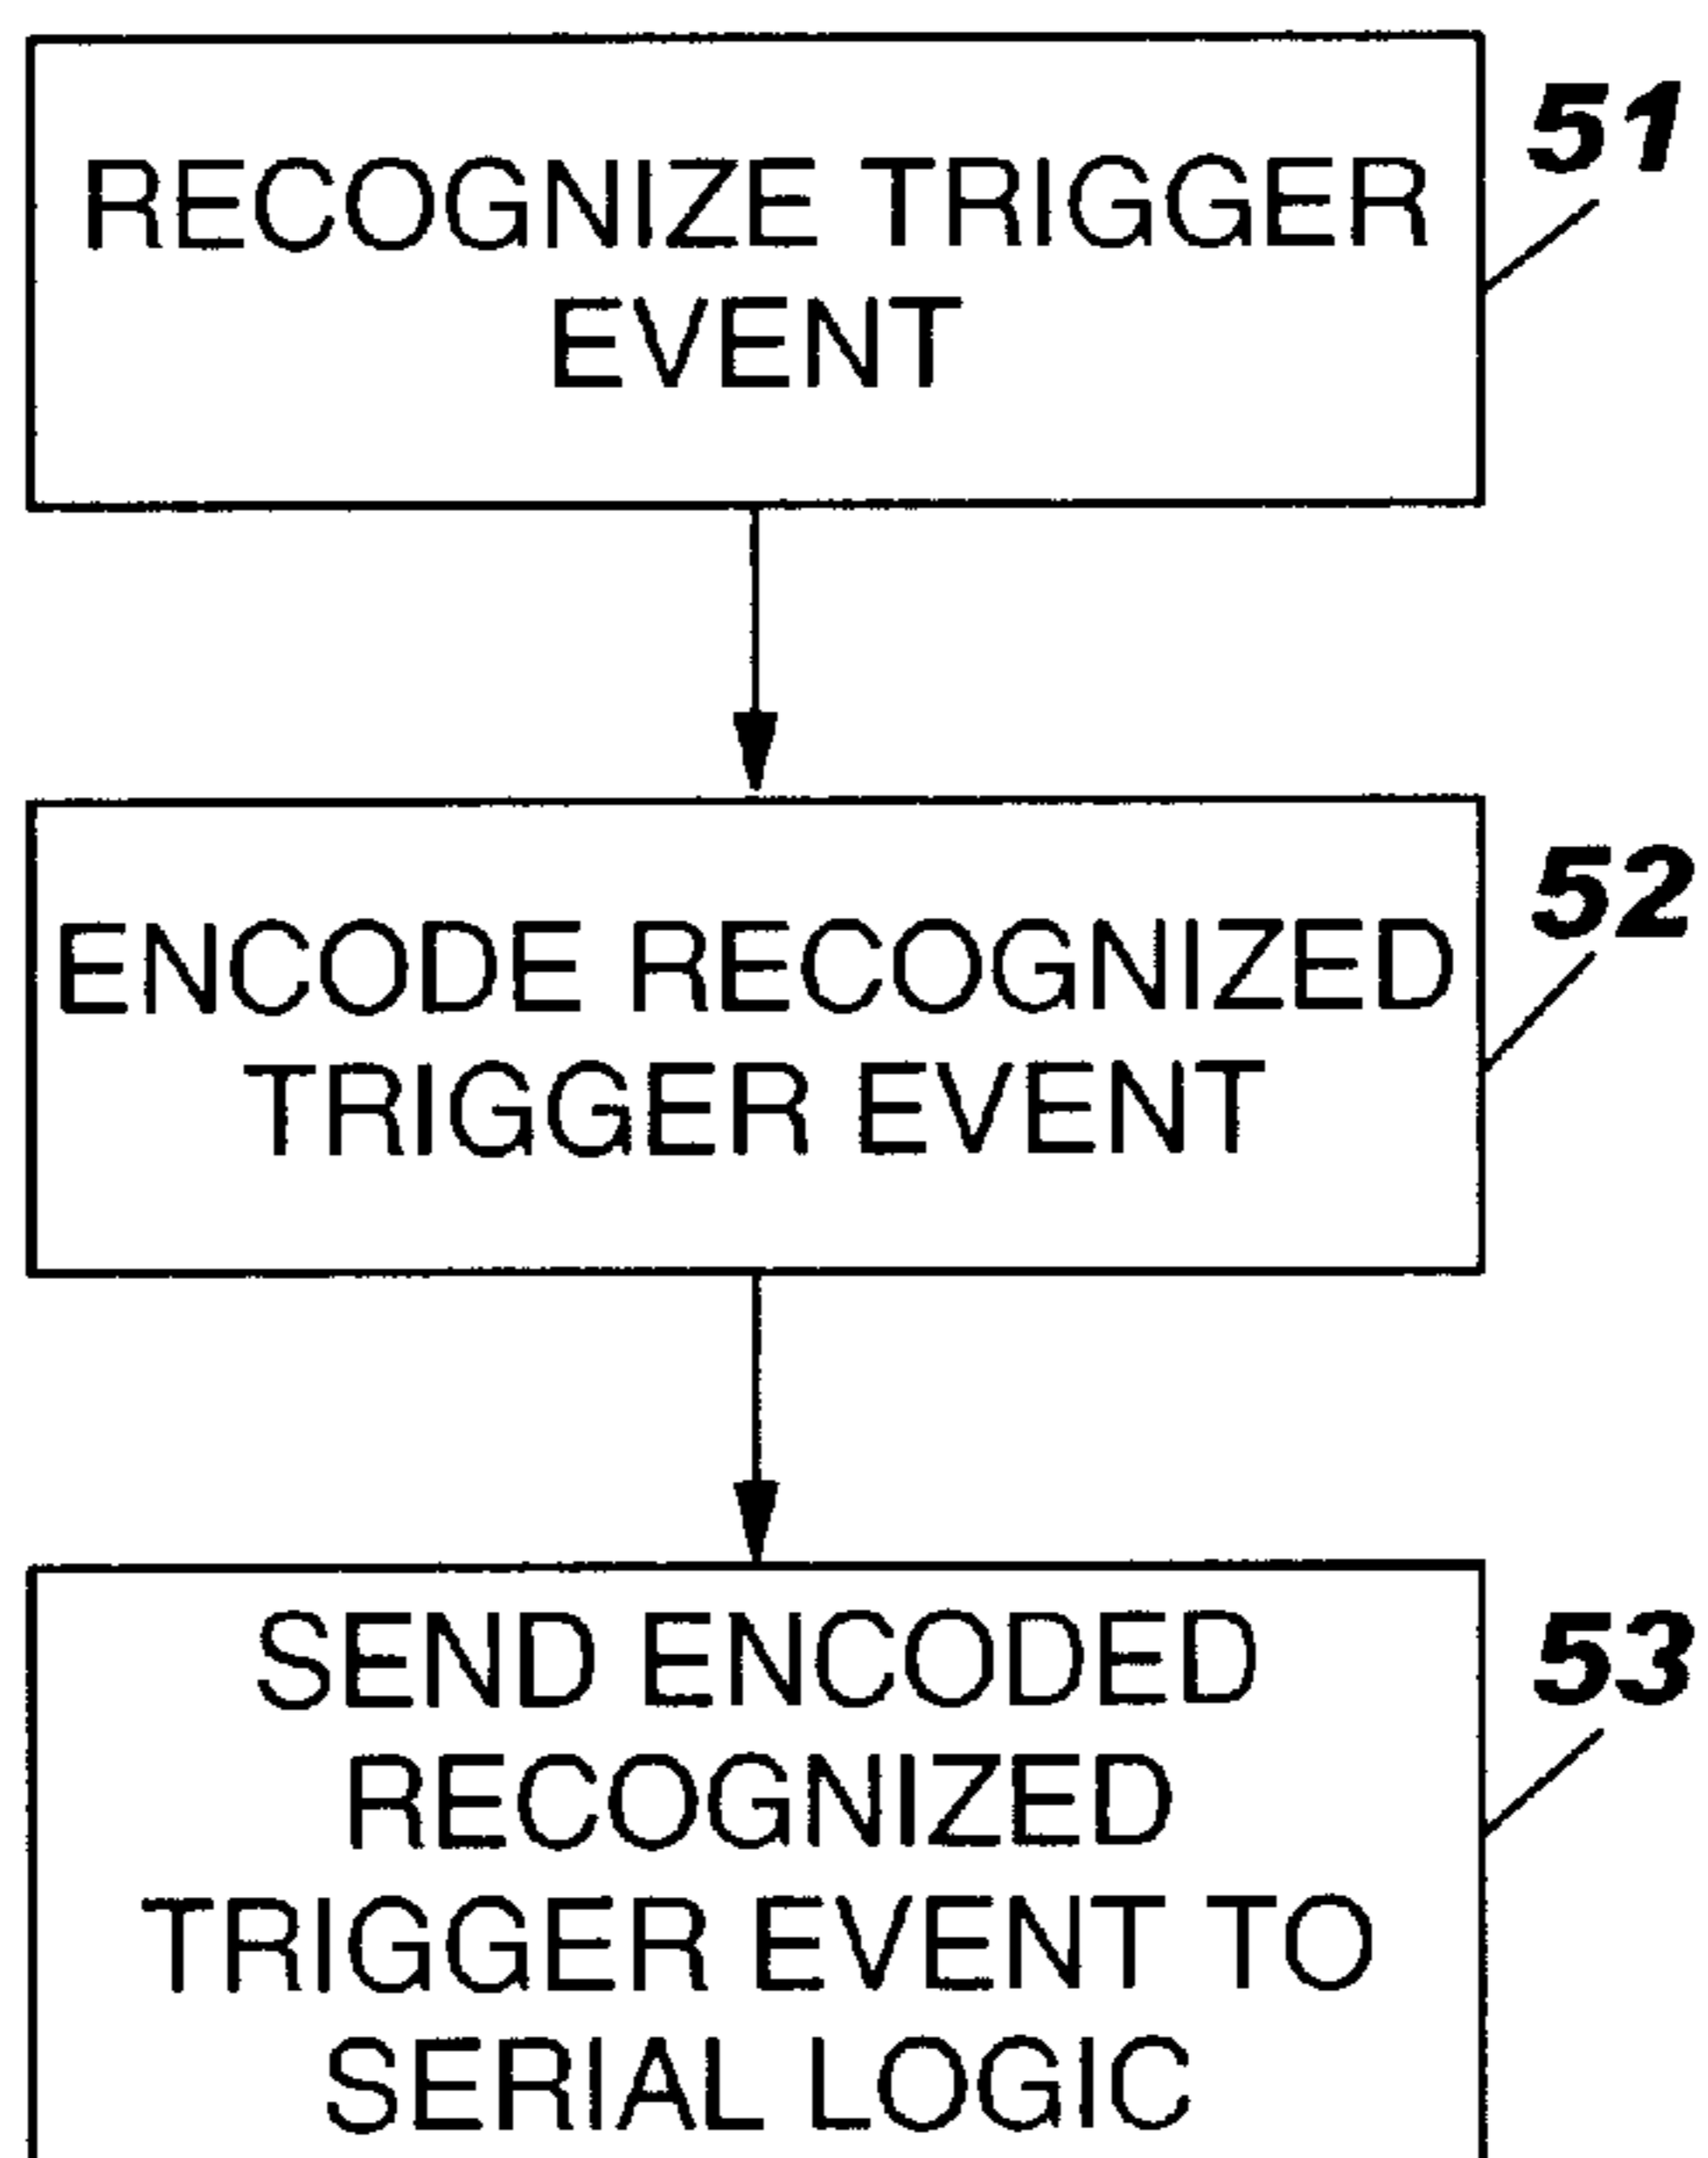 RECOGNIZE TRIGGER
EVENT
51
ENCODE RECOGNIZED
TRIGGER EVENT
52
SEND ENCODED
RECOGNIZED
TRIGGER EVENT TO
SERIAL LOGIC
53